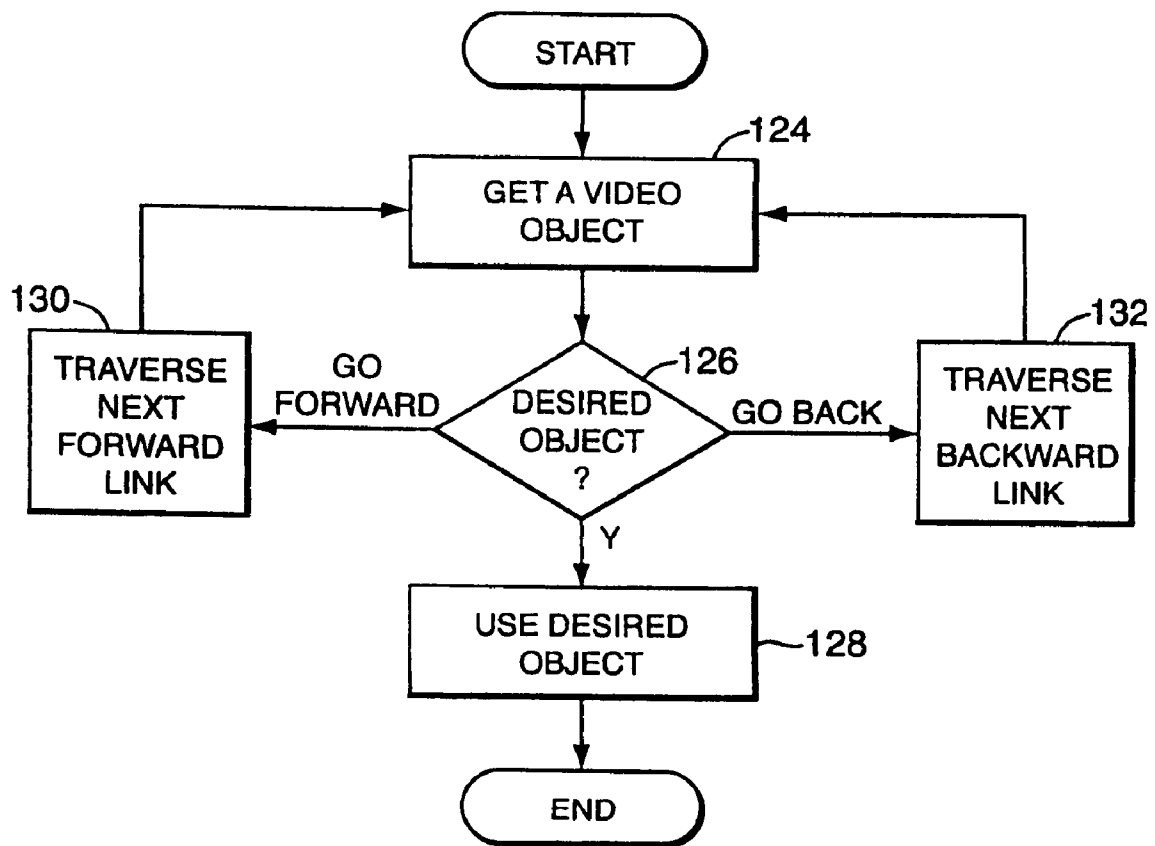 START
124
GET A VIDEO
OBJECT
130
TRAVERSE
NEXT
FORWARD
LINK
GO
FORWARD
126
DESIRED
OBJECT
?
GO BACK
132
TRAVERSE
NEXT
BACKWARD
LINK
Y
USE DESIRED
OBJECT
128
END